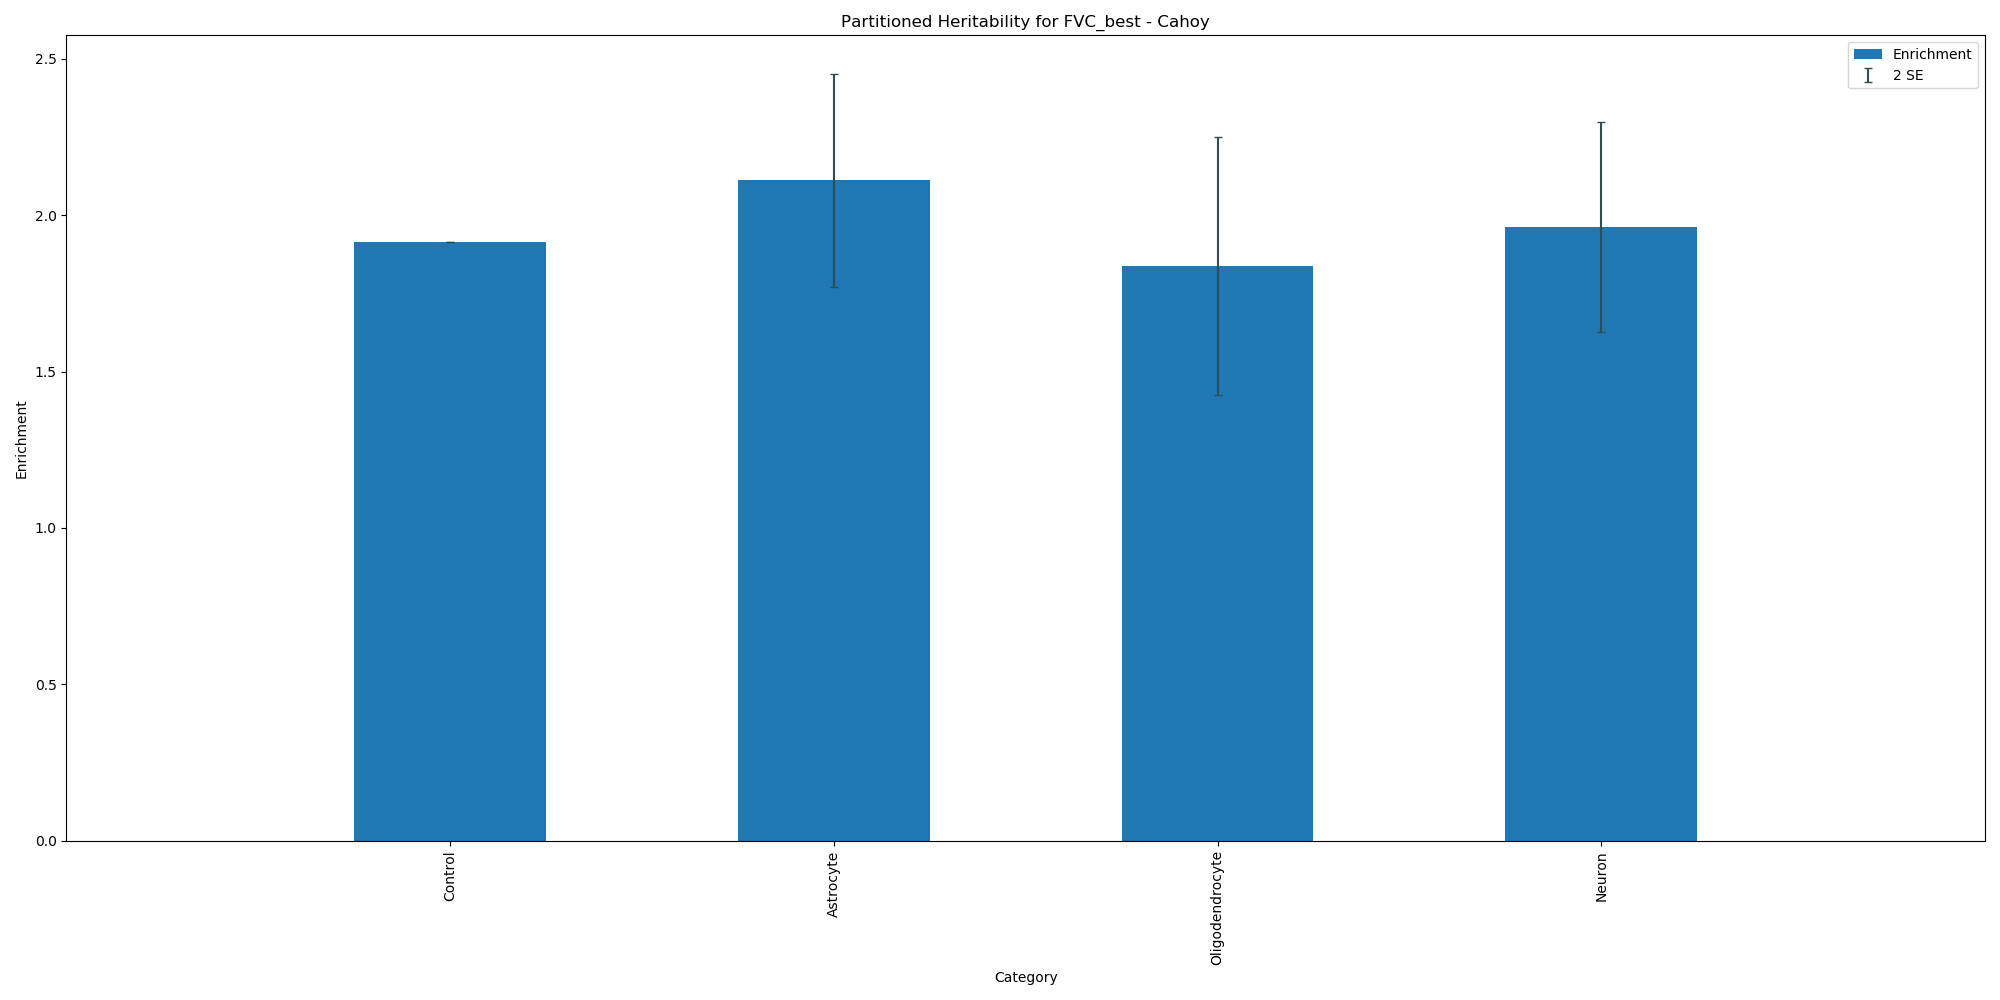 Partitioned Heritability for FVC_best - Cahoy
Enrichment
2 SE
2.5
2.0
1.5
1.0
0.5
0.0
Enrichment
Control
Astrocyte
Oligodendrocyte
Neuron
Category